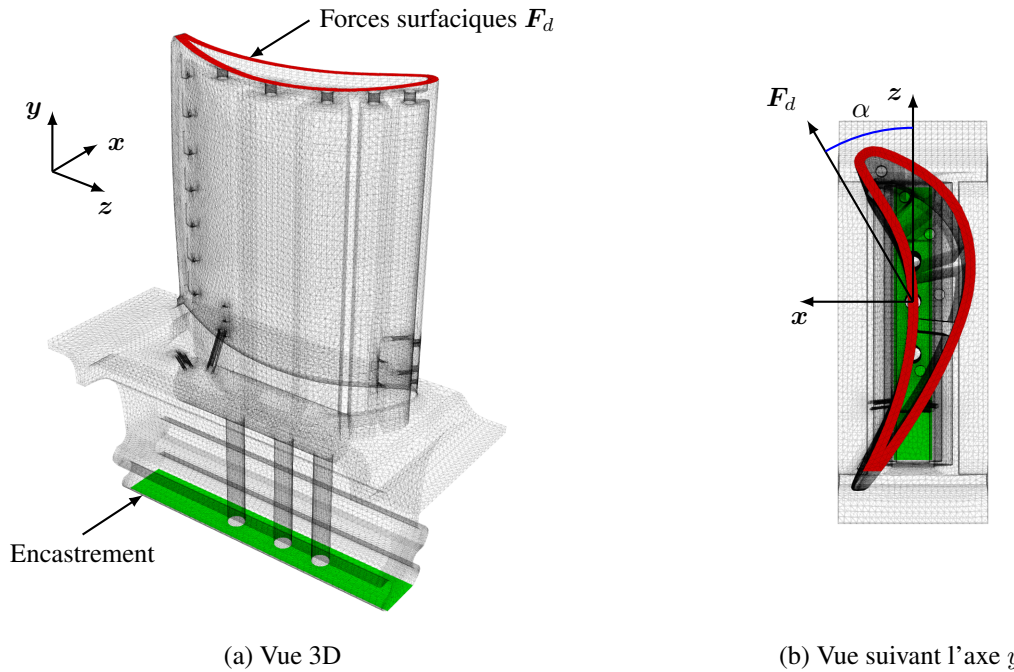 Forces surfaciques F_d
y
x
z
Encastrement
(a) Vue 3D
F_d
z
α
x
(b) Vue suivant l'axe y